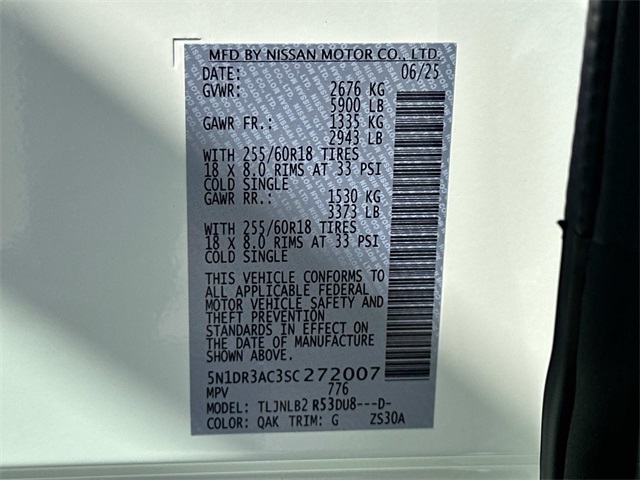 MFD BY NISSAN MOTOR CO., LTD.
DATE: 06/25
GVWR: 2676 KG
5900 LB
GAWR FR.: 1335 KG
2943 LB
WITH 255/60R18 TIRES
18 X 8.0 RIMS AT 33 PSI
COLD SINGLE
GAWR RR.: 1530 KG
3373 LB
WITH 255/60R18 TIRES
18 X 8.0 RIMS AT 33 PSI
COLD SINGLE
THIS VEHICLE CONFORMS TO
ALL APPLICABLE FEDERAL
MOTOR VEHICLE SAFETY AND
THEFT PREVENTION
STANDARDS IN EFFECT ON
THE DATE OF MANUFACTURE
SHOWN ABOVE.
5N1DR3AC3SC272007
MPV 776
MODEL: TLJNLB2 R53DU8---D-
COLOR: QAK TRIM: G ZS30A